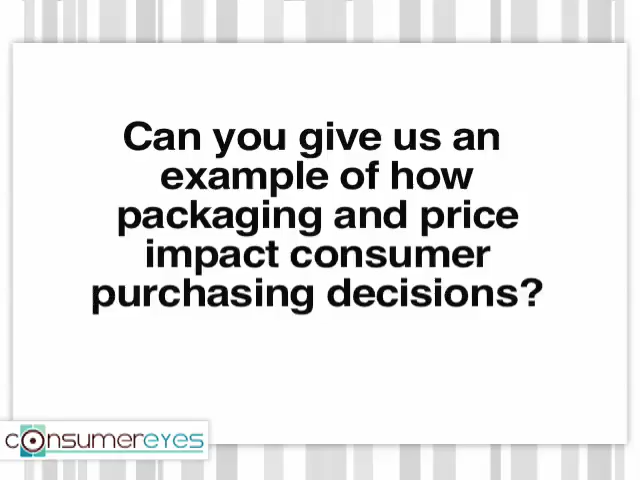 Can you give us an
example of how
packaging and price
impact consumer
purchasing decisions?
consumereyes